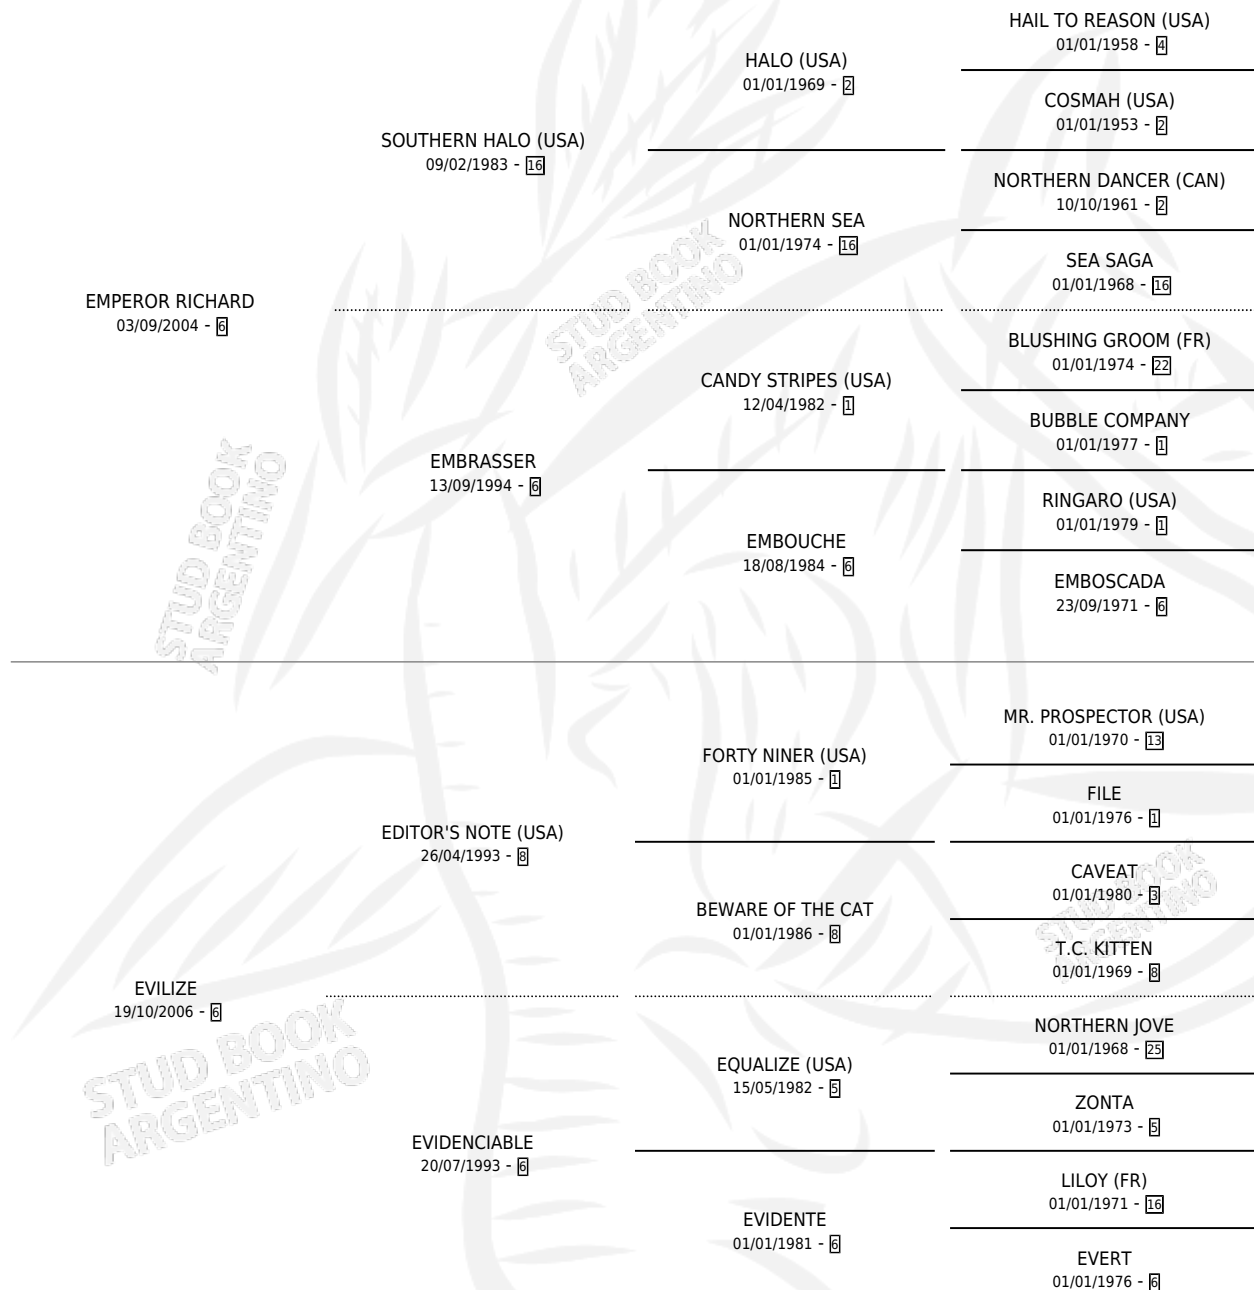 HAIL TO REASON (USA)
01/01/1958 - 4
HALO (USA)
01/01/1969 - 2
COSMAH (USA)
01/01/1953 - 2
SOUTHERN HALO (USA)
09/02/1983 - 16
NORTHERN DANCER (CAN)
10/10/1961 - 2
NORTHERN SEA
01/01/1974 - 16
SEA SAGA
01/01/1968 - 16
EMPEROR RICHARD
03/09/2004 - 6
BLUSHING GROOM (FR)
01/01/1974 - 22
CANDY STRIPES (USA)
12/04/1982 - 1
BUBBLE COMPANY
01/01/1977 - 1
EMBRASSER
13/09/1994 - 6
RINGARO (USA)
01/01/1979 - 1
EMBOUCHE
18/08/1984 - 6
EMBOSCADA
23/09/1971 - 6
MR. PROSPECTOR (USA)
01/01/1970 - 13
FORTY NINER (USA)
01/01/1985 - 1
FILE
01/01/1976 - 1
EDITOR'S NOTE (USA)
26/04/1993 - 8
CAVEAT
01/01/1980 - 3
BEWARE OF THE CAT
01/01/1986 - 8
T.C. KITTEN
01/01/1969 - 8
EVILIZE
19/10/2006 - 6
NORTHERN JOVE
01/01/1968 - 25
EQUALIZE (USA)
15/05/1982 - 5
ZONTA
01/01/1973 - 5
EVIDENCIABLE
20/07/1993 - 6
LILOY (FR)
01/01/1971 - 16
EVIDENTE
01/01/1981 - 6
EVERT
01/01/1976 - 6
STUD BOOK
ARGENTINO
STUD BOOK
ARGENTINO
STUD BOOK
ARGENTINO
STUD BOOK
ARGENTINO